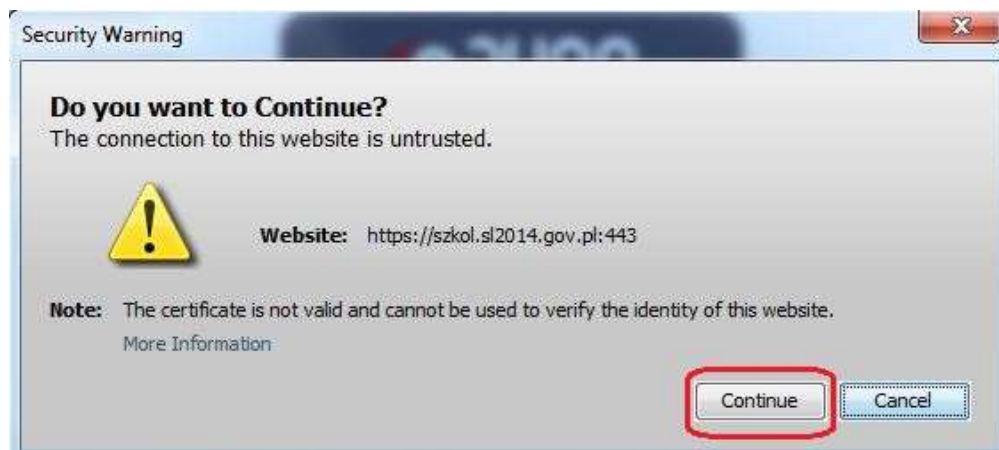 Security Warning
Do you want to Continue?
The connection to this website is untrusted.
Website: https://szkol.sl2014.gov.pl:443
Note: The certificate is not valid and cannot be used to verify the identity of this website.
More Information
Continue Cancel